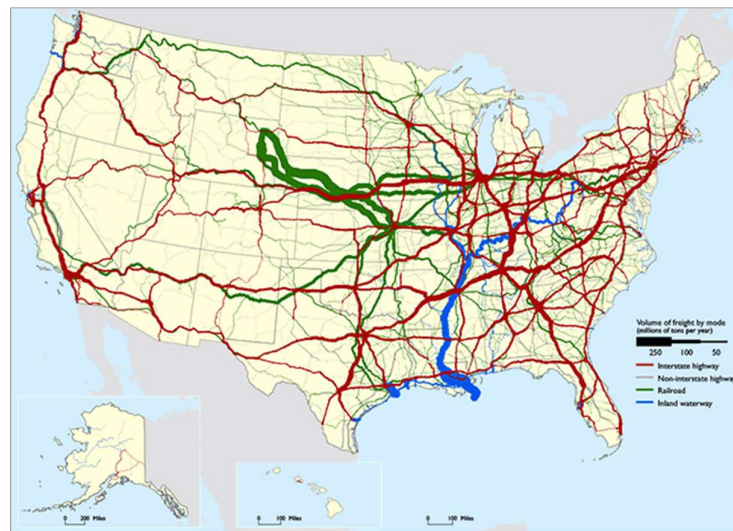 Volume of freight by mode
(millions of tons per year)
250 100 50
Interstate highway
Non-interstate highway
Railroad
Inland waterway
0 200 Miles
0 100 Miles
0 100 Miles